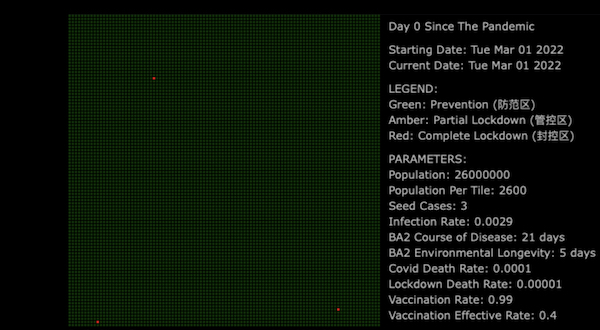 Day 0 Since The Pandemic
Starting Date: Tue Mar 01 2022
Current Date: Tue Mar 01 2022
LEGEND:
Green: Prevention (防范区)
Amber: Partial Lockdown (管控区)
Red: Complete Lockdown (封控区)
PARAMETERS:
Population: 26000000
Population Per Tile: 2600
Seed Cases: 3
Infection Rate: 0.0029
BA2 Course of Disease: 21 days
BA2 Environmental Longevity: 5 days
Covid Death Rate: 0.0001
Lockdown Death Rate: 0.00001
Vaccination Rate: 0.99
Vaccination Effective Rate: 0.4